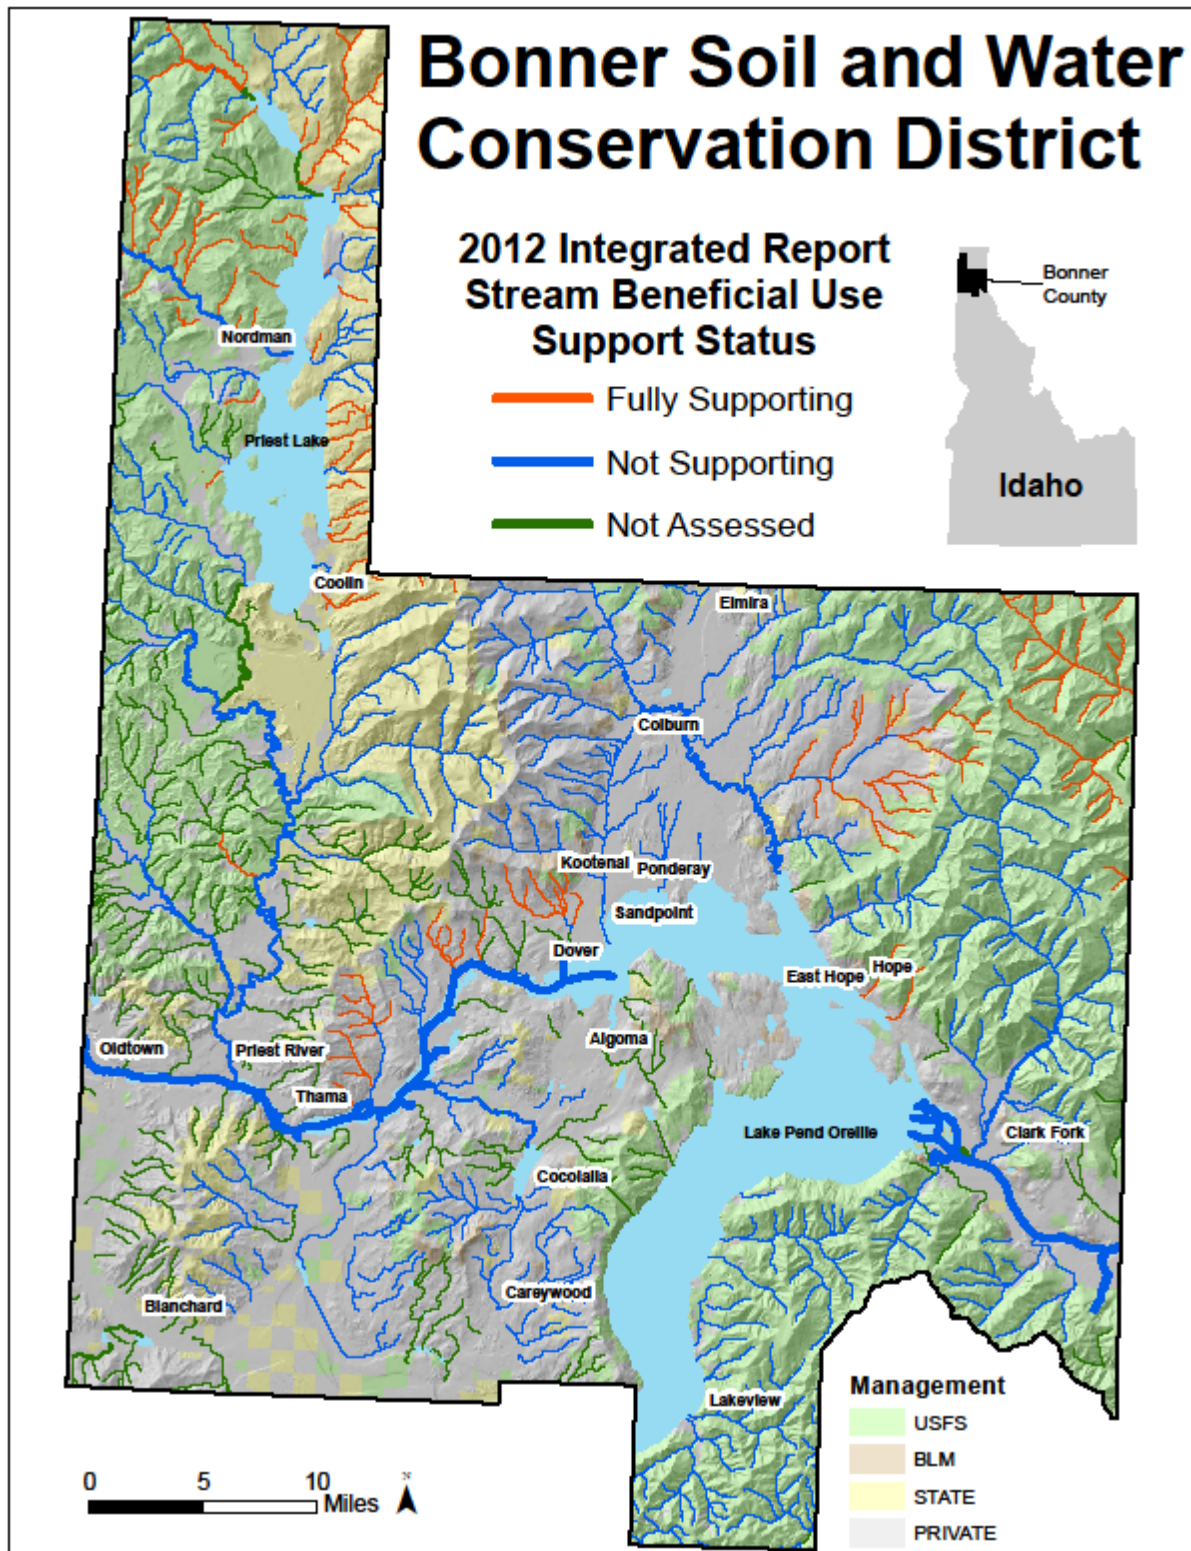 Bonner Soil and Water
Conservation District
2012 Integrated Report
Stream Beneficial Use
Support Status
Fully Supporting
Not Supporting
Not Assessed
Bonner
County
Idaho
Nordman
Priest Lake
Coolin
Elmira
Colburn
Kootenai
Ponderay
Sandpoint
Dover
East Hope
Hope
Algoma
Oldtown
Priest River
Thama
Lake Pend Oreille
Clark Fork
Cocolalla
Careywood
Blanchard
Lakeview
Management
USFS
BLM
STATE
PRIVATE
0 5 10
Miles
N